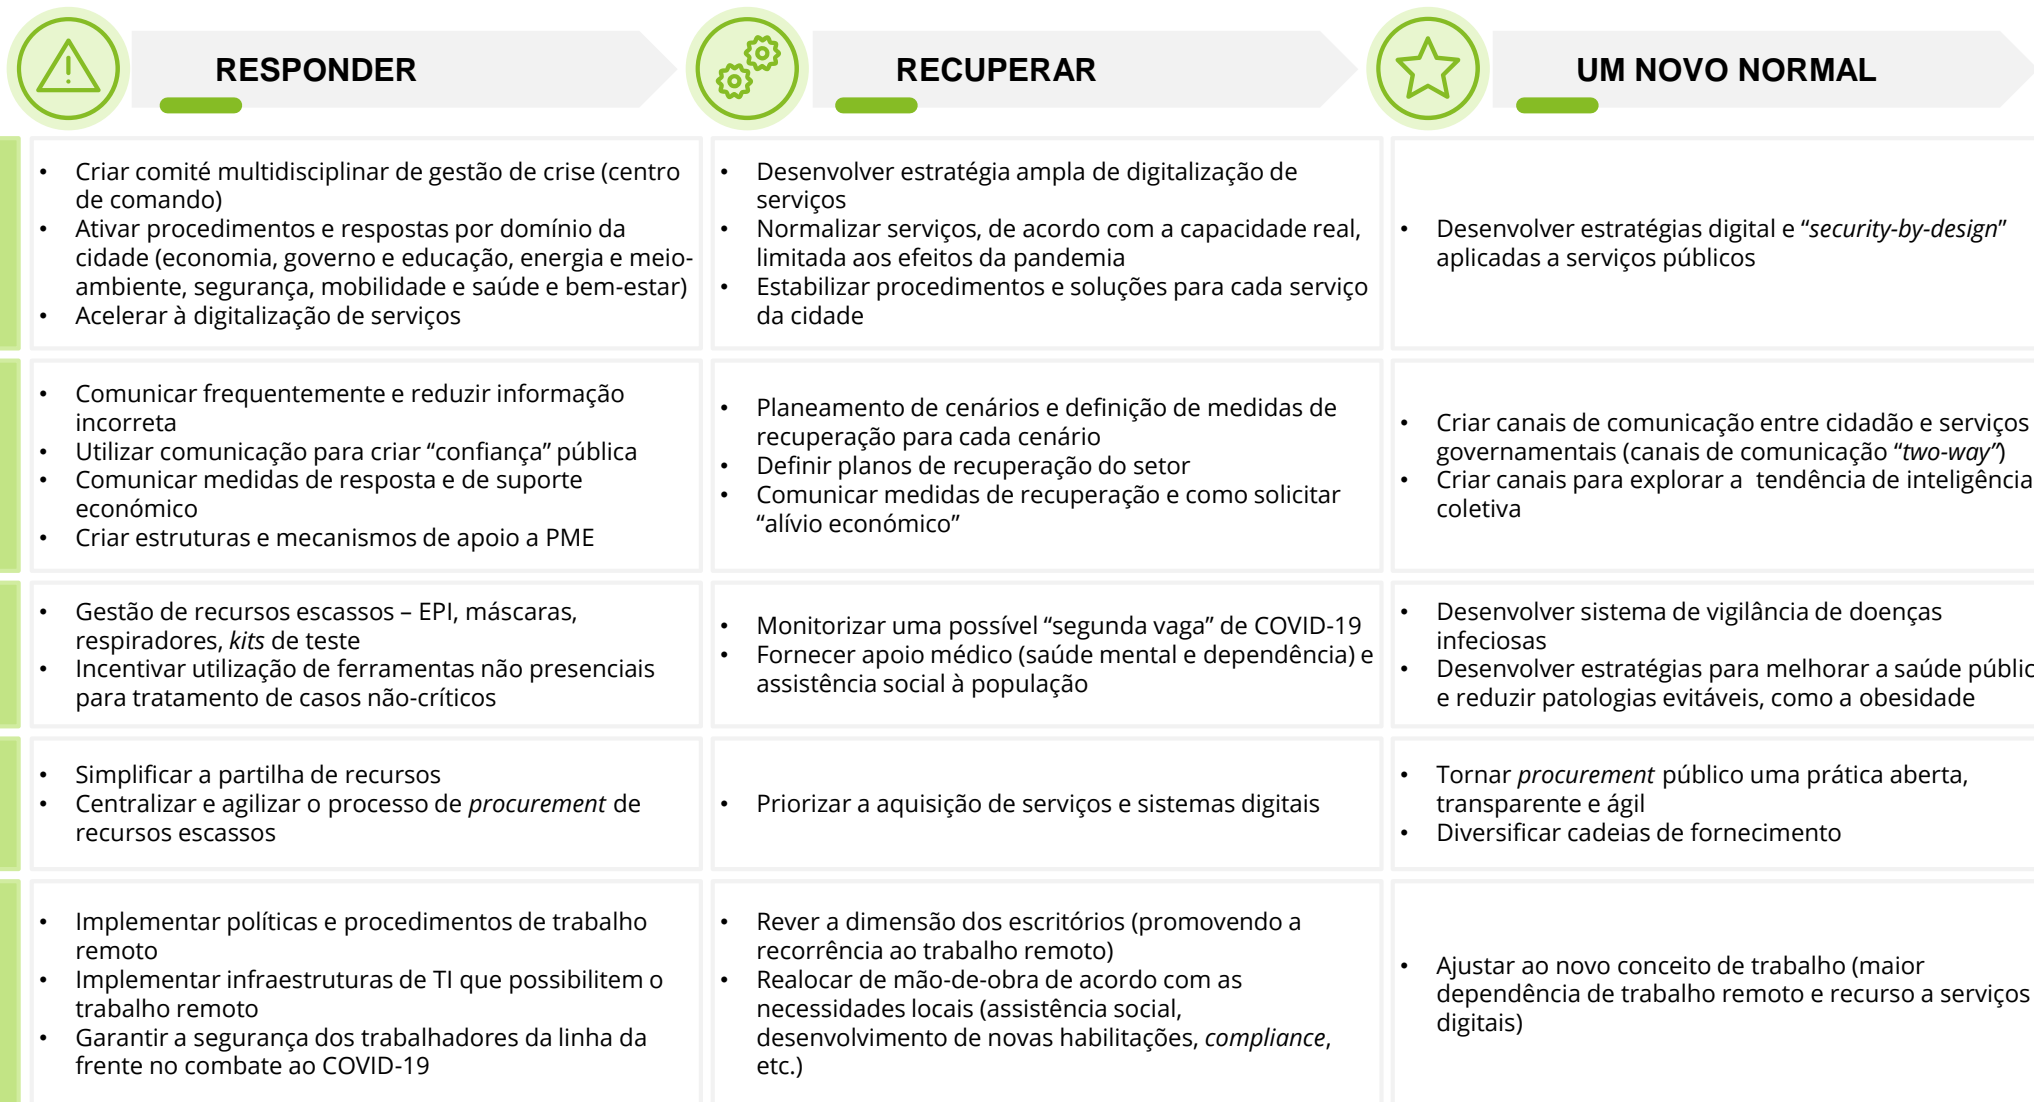 RESPONDER
RECUPERAR
UM NOVO NORMAL
• Criar comité multidisciplinar de gestão de crise (centro
de comando)
• Ativar procedimentos e respostas por domínio da
cidade (economia, governo e educação, energia e meio-
ambiente, segurança, mobilidade e saúde e bem-estar)
• Acelerar à digitalização de serviços
• Desenvolver estratégia ampla de digitalização de
serviços
• Normalizar serviços, de acordo com a capacidade real,
limitada aos efeitos da pandemia
• Estabilizar procedimentos e soluções para cada serviço
da cidade
• Desenvolver estratégias digital e “security-by-design”
aplicadas a serviços públicos
• Comunicar frequentemente e reduzir informação
incorreta
• Utilizar comunicação para criar “confiança” pública
• Comunicar medidas de resposta e de suporte
económico
• Criar estruturas e mecanismos de apoio a PME
• Planeamento de cenários e definição de medidas de
recuperação para cada cenário
• Definir planos de recuperação do setor
• Comunicar medidas de recuperação e como solicitar
“alívio económico”
• Criar canais de comunicação entre cidadão e serviços
governamentais (canais de comunicação “two-way”)
• Criar canais para explorar a tendência de inteligência
coletiva
• Gestão de recursos escassos – EPI, máscaras,
respiradores, kits de teste
• Incentivar utilização de ferramentas não presenciais
para tratamento de casos não-críticos
• Monitorizar uma possível “segunda vaga” de COVID-19
• Fornecer apoio médico (saúde mental e dependência) e
assistência social à população
• Desenvolver sistema de vigilância de doenças
infeciosas
• Desenvolver estratégias para melhorar a saúde públic
e reduzir patologias evitáveis, como a obesidade
• Simplificar a partilha de recursos
• Centralizar e agilizar o processo de procurement de
recursos escassos
• Priorizar a aquisição de serviços e sistemas digitais
• Tornar procurement público uma prática aberta,
transparente e ágil
• Diversificar cadeias de fornecimento
• Implementar políticas e procedimentos de trabalho
remoto
• Implementar infraestruturas de TI que possibilitem o
trabalho remoto
• Garantir a segurança dos trabalhadores da linha da
frente no combate ao COVID-19
• Rever a dimensão dos escritórios (promovendo a
recorrência ao trabalho remoto)
• Realocar de mão-de-obra de acordo com as
necessidades locais (assistência social,
desenvolvimento de novas habilitações, compliance,
etc.)
• Ajustar ao novo conceito de trabalho (maior
dependência de trabalho remoto e recurso a serviços
digitais)